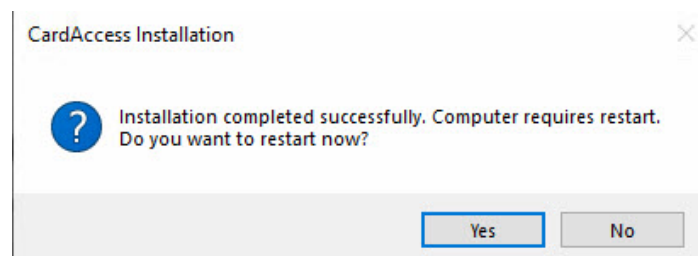 CardAccess Installation
Installation completed successfully. Computer requires restart.
Do you want to restart now?
Yes No